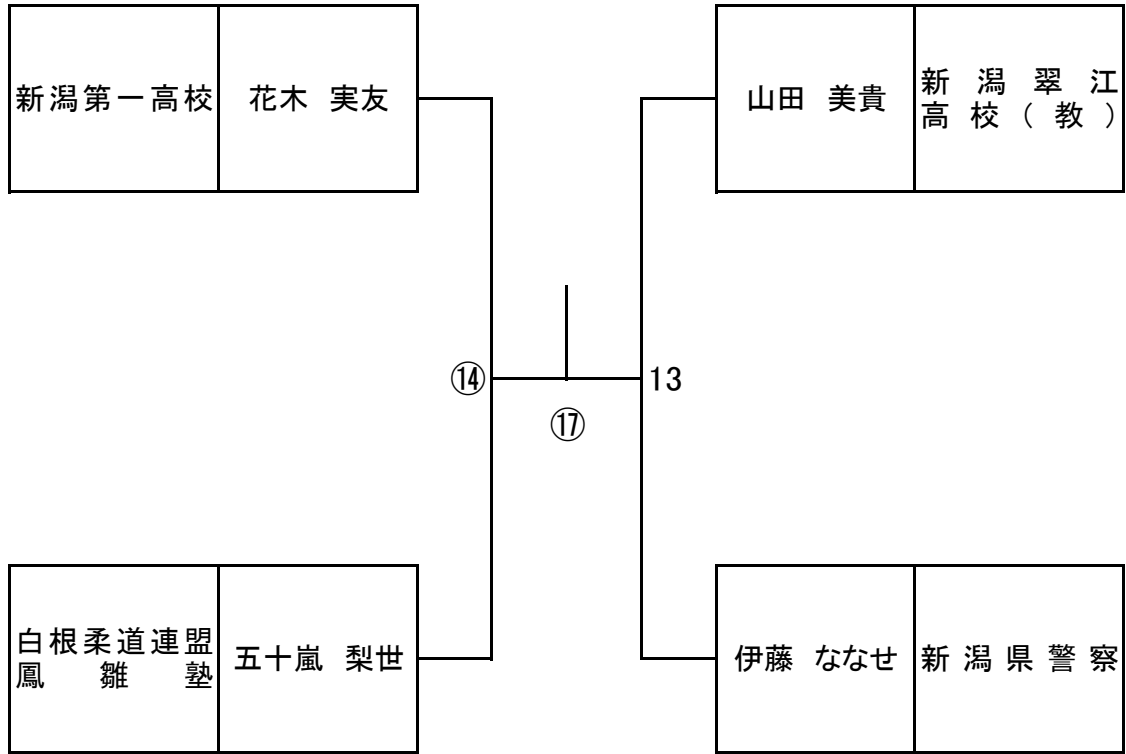 新潟第一高校 花木 実友
山田 美貴 新潟翠江
高校(教)
⑭ 13
⑰
白根柔道連盟
鳳雛塾
五十嵐 梨世
伊藤 ななせ 新潟県警察